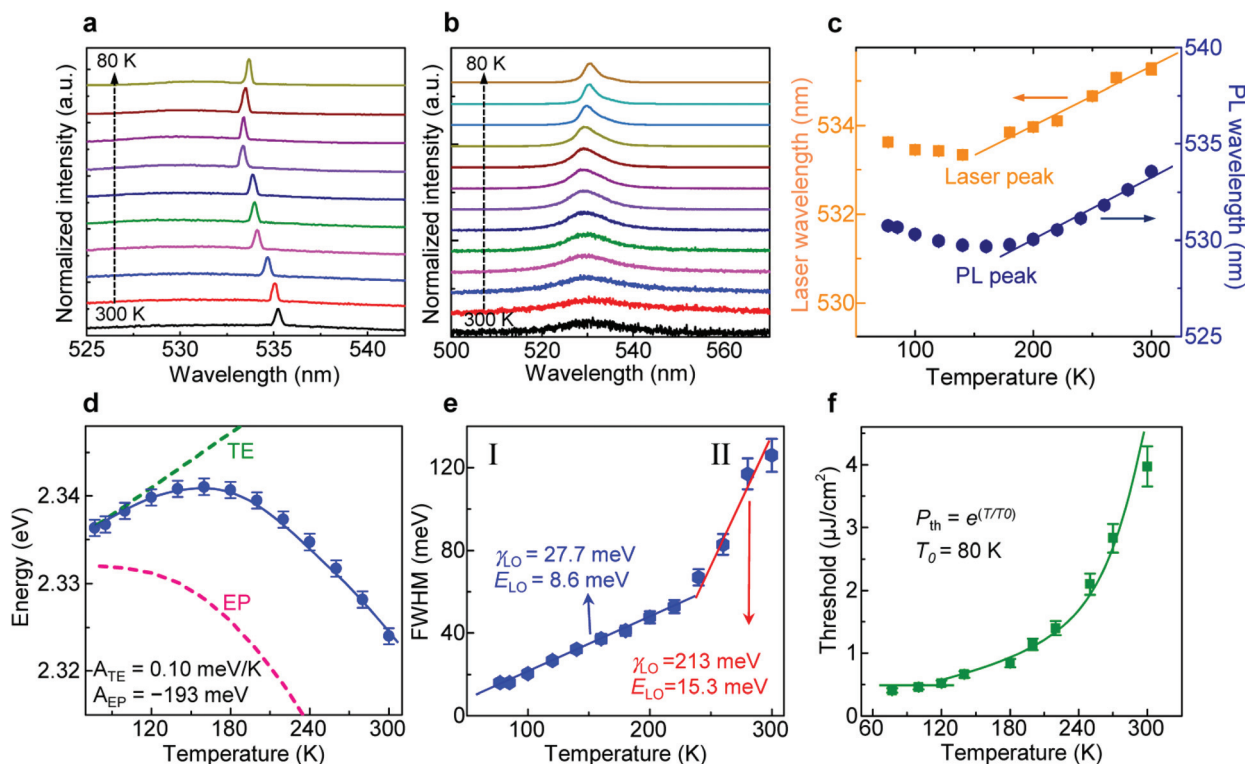 a
Normalized intensity (a.u.)
80 K
300 K
525 530 535 540
Wavelength (nm)
b
Normalized intensity (a.u.)
80 K
300 K
500 520 540 560
Wavelength (nm)
c
Laser wavelength (nm)
534
532
530
Laser peak
PL peak
540
535
530
525
PL wavelength (nm)
100 200 300
Temperature (K)
d
Energy (eV)
2.34
2.33
2.32
TE
EP
A_TE = 0.10 meV/K
A_EP = −193 meV
120 180 240 300
Temperature (K)
e
FWHM (meV)
120
80
40
0
I
II
γ_LO = 27.7 meV
E_LO = 8.6 meV
γ_LO =213 meV
E_LO=15.3 meV
100 200 300
Temperature (K)
f
Threshold (μJ/cm²)
4
3
2
1
0
P_th = e^(T/T0)
T_0 = 80 K
60 120 180 240 300
Temperature (K)